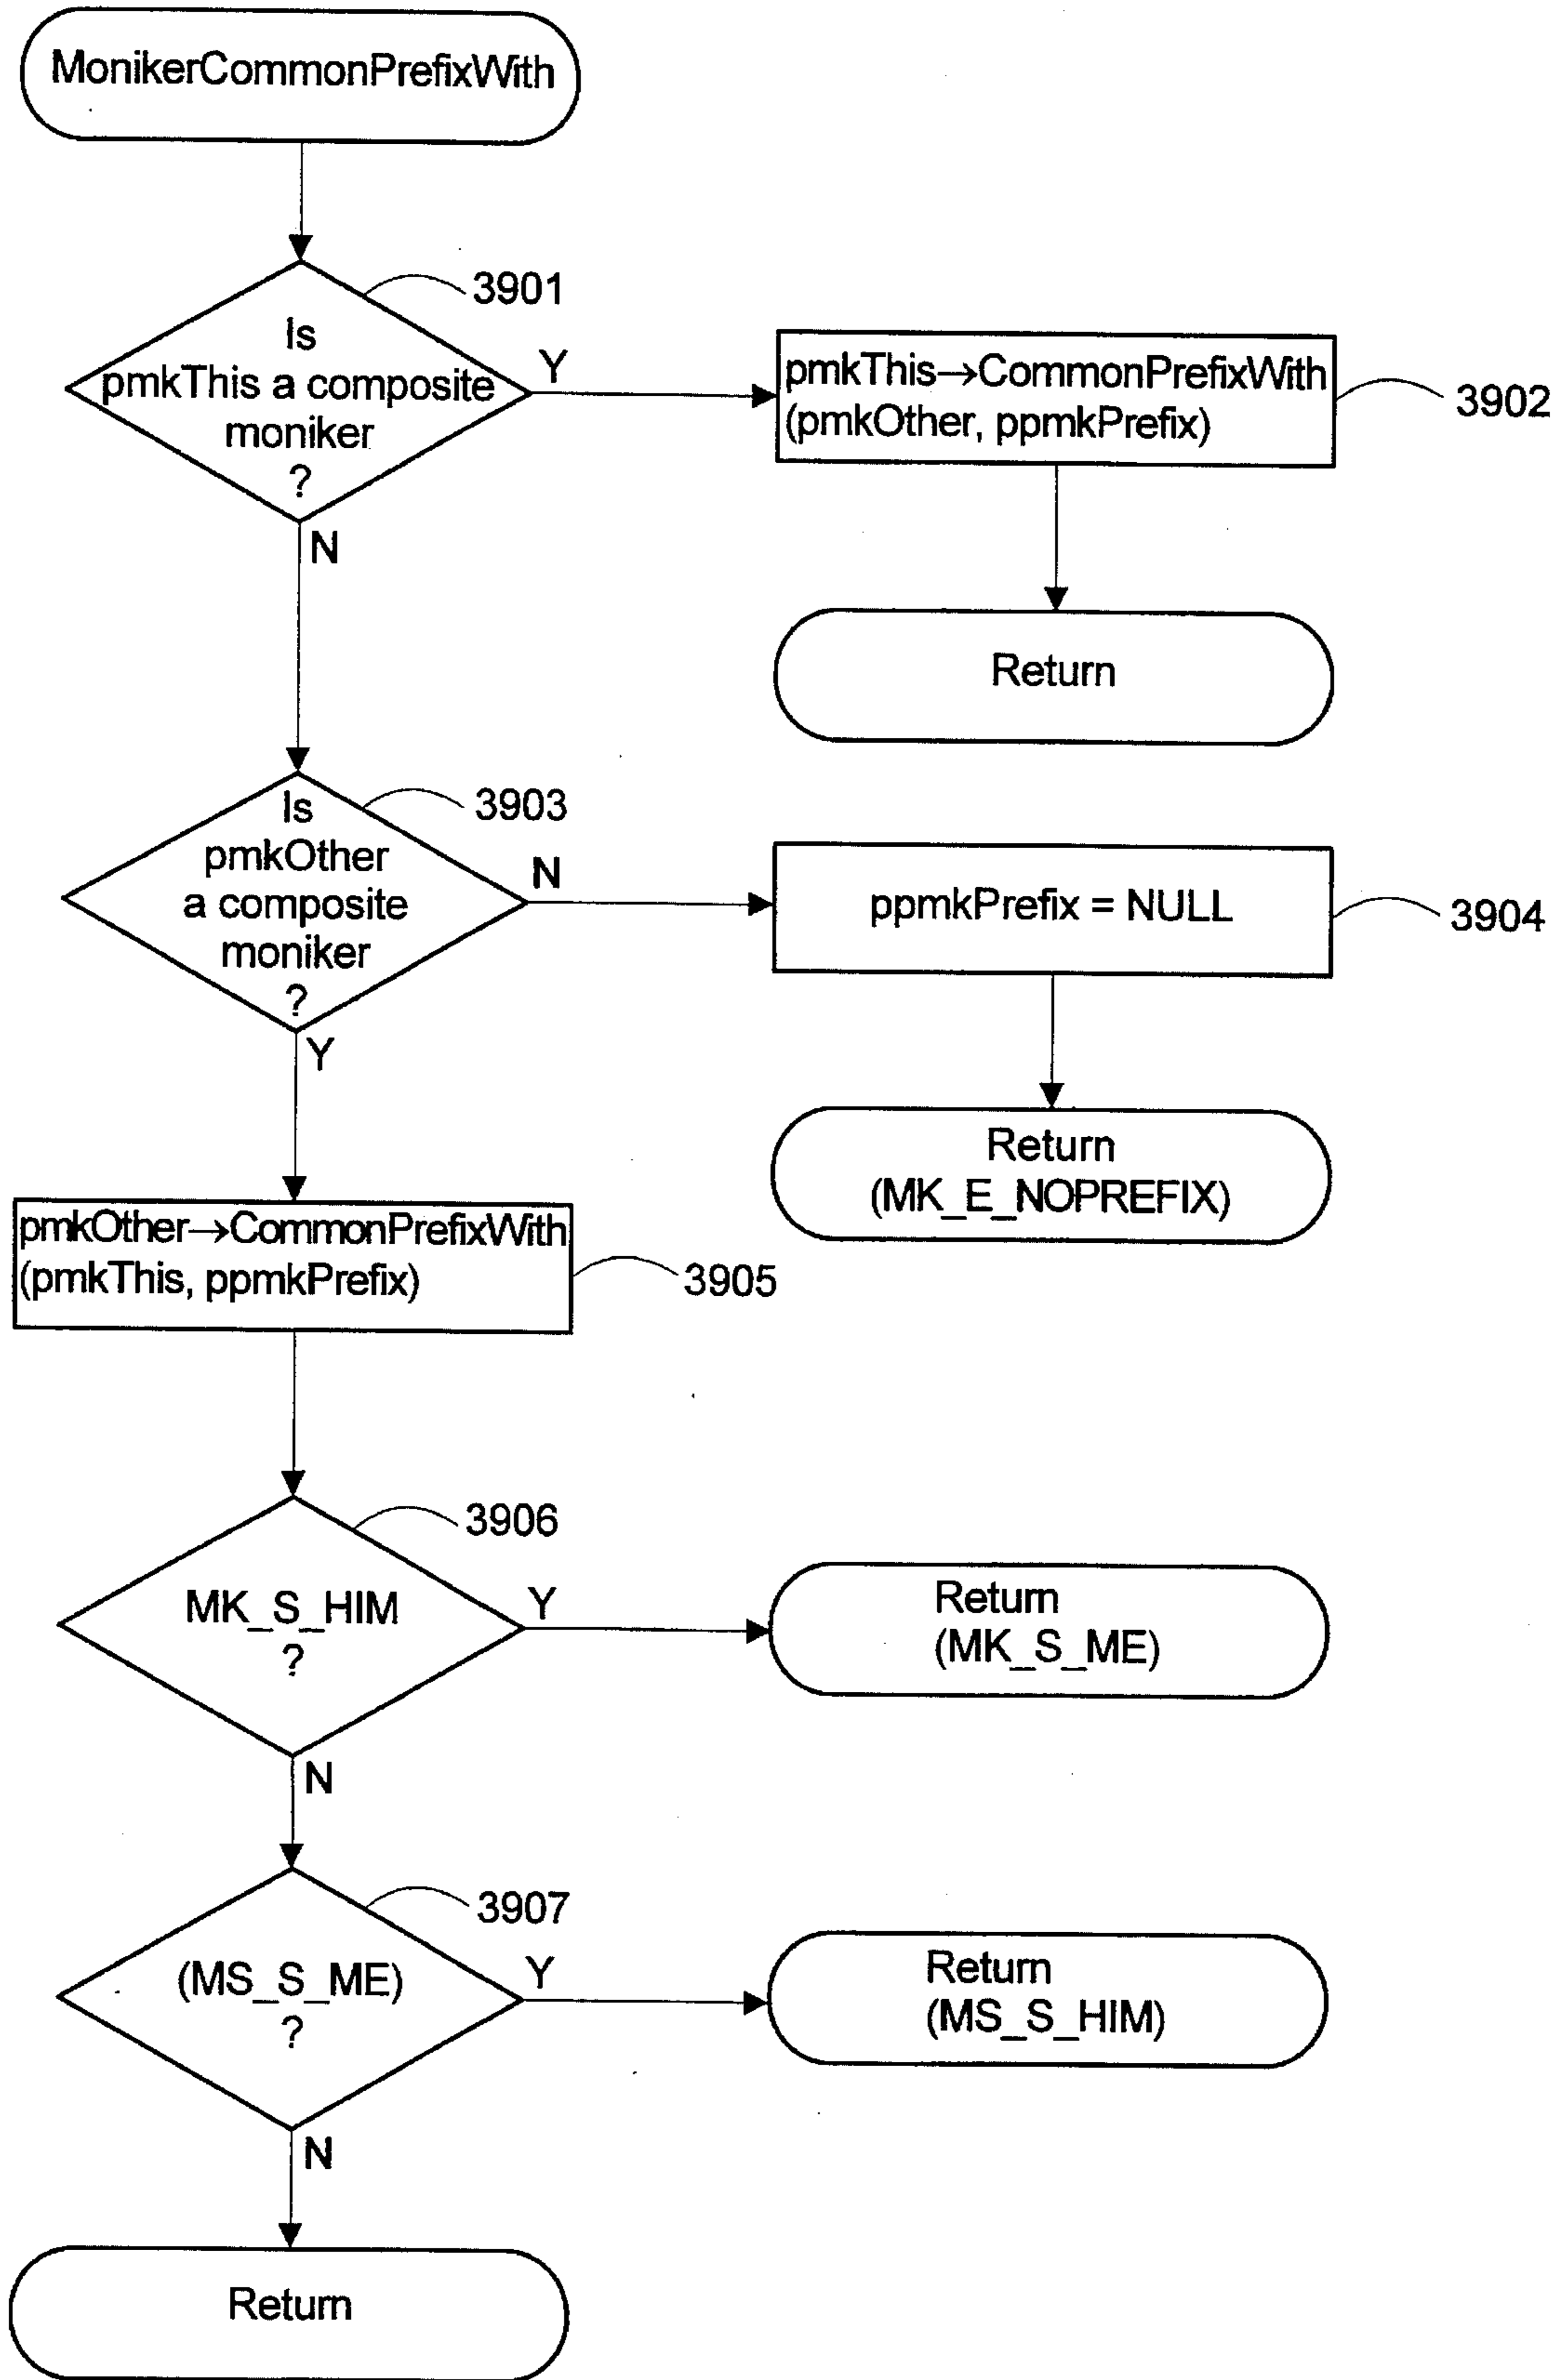 MonikerCommonPrefixWith
3901
Is
pmkThis a composite
moniker
?
Y
N
pmkThis→CommonPrefixWith
(pmkOther, ppmkPrefix)
3902
Return
3903
Is
pmkOther
a composite
moniker
?
N
Y
ppmkPrefix = NULL
3904
Return
(MK_E_NOPREFIX)
pmkOther→CommonPrefixWith
(pmkThis, ppmkPrefix)
3905
3906
MK_S_HIM
?
Y
N
Return
(MK_S_ME)
3907
(MS_S_ME)
?
Y
N
Return
(MS_S_HIM)
Return